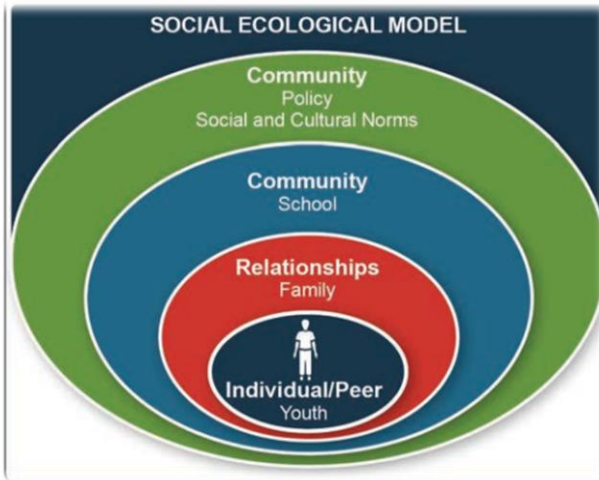 SOCIAL ECOLOGICAL MODEL
Community
Policy
Social and Cultural Norms
Community
School
Relationships
Family
Individual/Peer
Youth